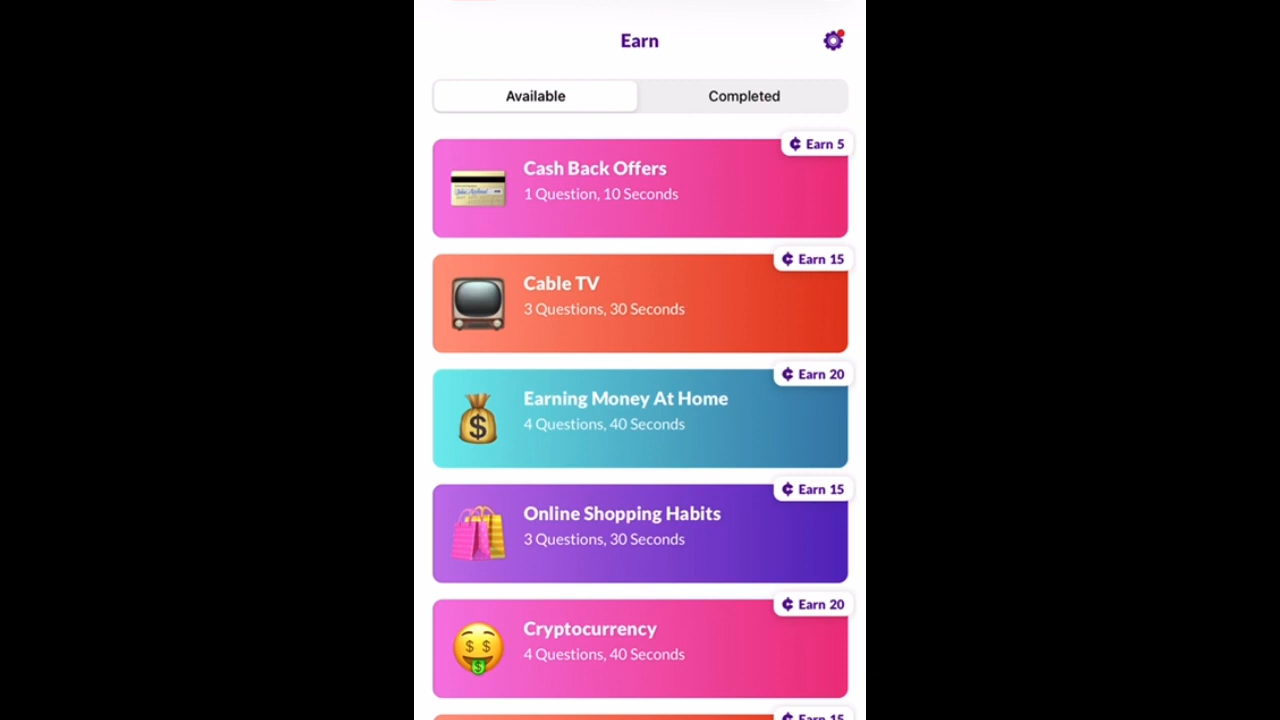 Earn
Available
Completed
Earn 5
Cash Back Offers
1 Question, 10 Seconds
Earn 15
Cable TV
3 Questions, 30 Seconds
Earn 20
Earning Money At Home
4 Questions, 40 Seconds
Earn 15
Online Shopping Habits
3 Questions, 30 Seconds
Earn 20
Cryptocurrency
4 Questions, 40 Seconds
Earn 15